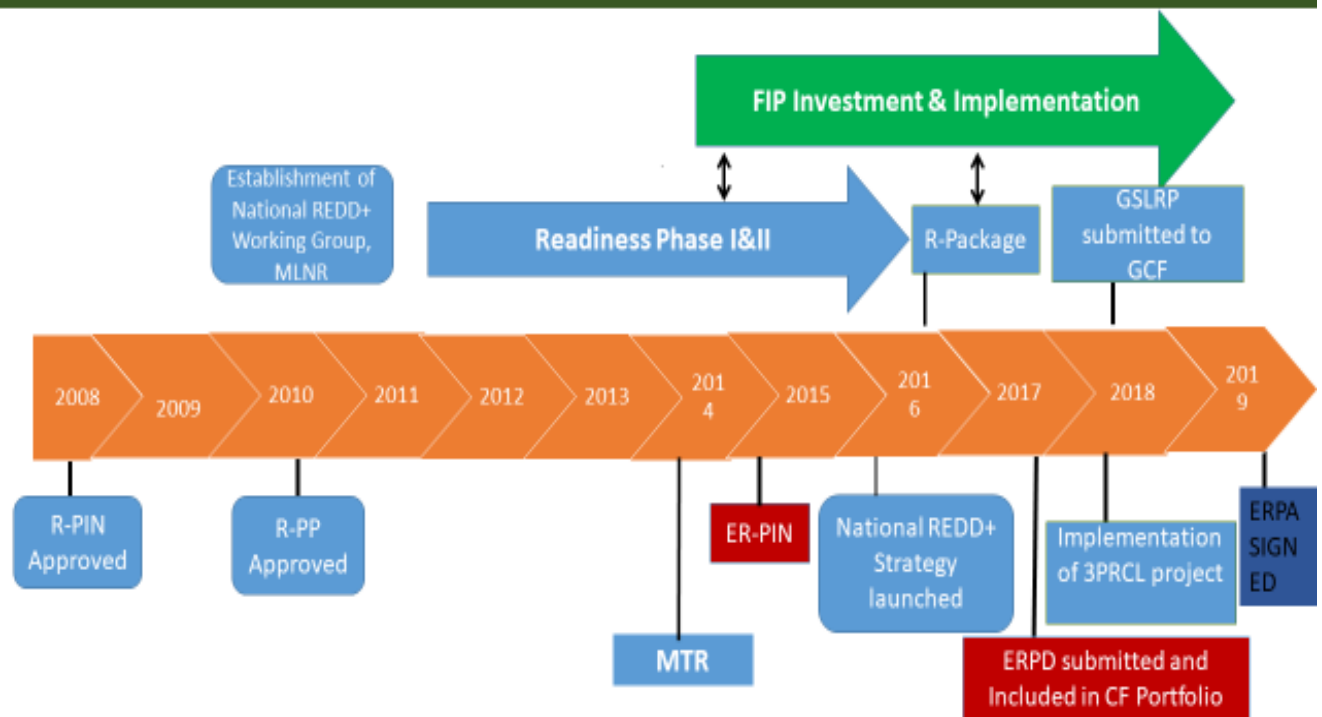 FIP Investment & Implementation
Establishment of
National REDD+
Working Group,
MLNR
Readiness Phase I&II
R-Package
GSLRP
submitted to
GCF
2008
2009
2010
2011
2012
2013
201
4
2015
201
6
2017
2018
201
9
R-PIN
Approved
R-PP
Approved
MTR
ER-PIN
National REDD+
Strategy
launched
ERPD submitted and
Included in CF Portfolio
Implementation
of 3PRCL project
ERPA
SIGN
ED